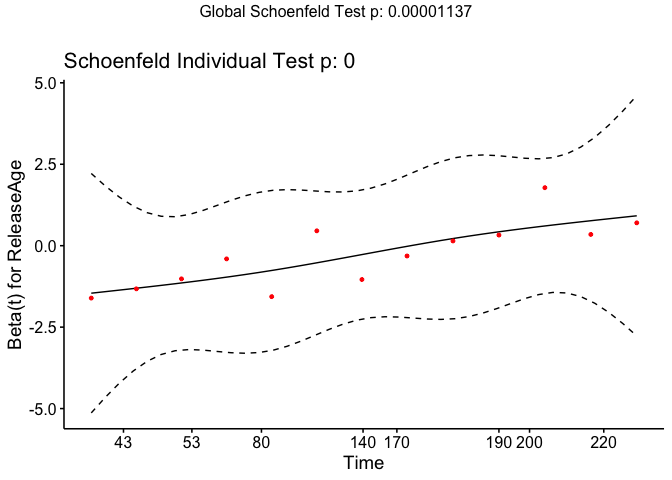 Global Schoenfeld Test p: 0.00001137
Schoenfeld Individual Test p: 0
5.0
2.5
0.0
-2.5
-5.0
Beta(t) for ReleaseAge
43 53 80 140 170 190 200 220
Time